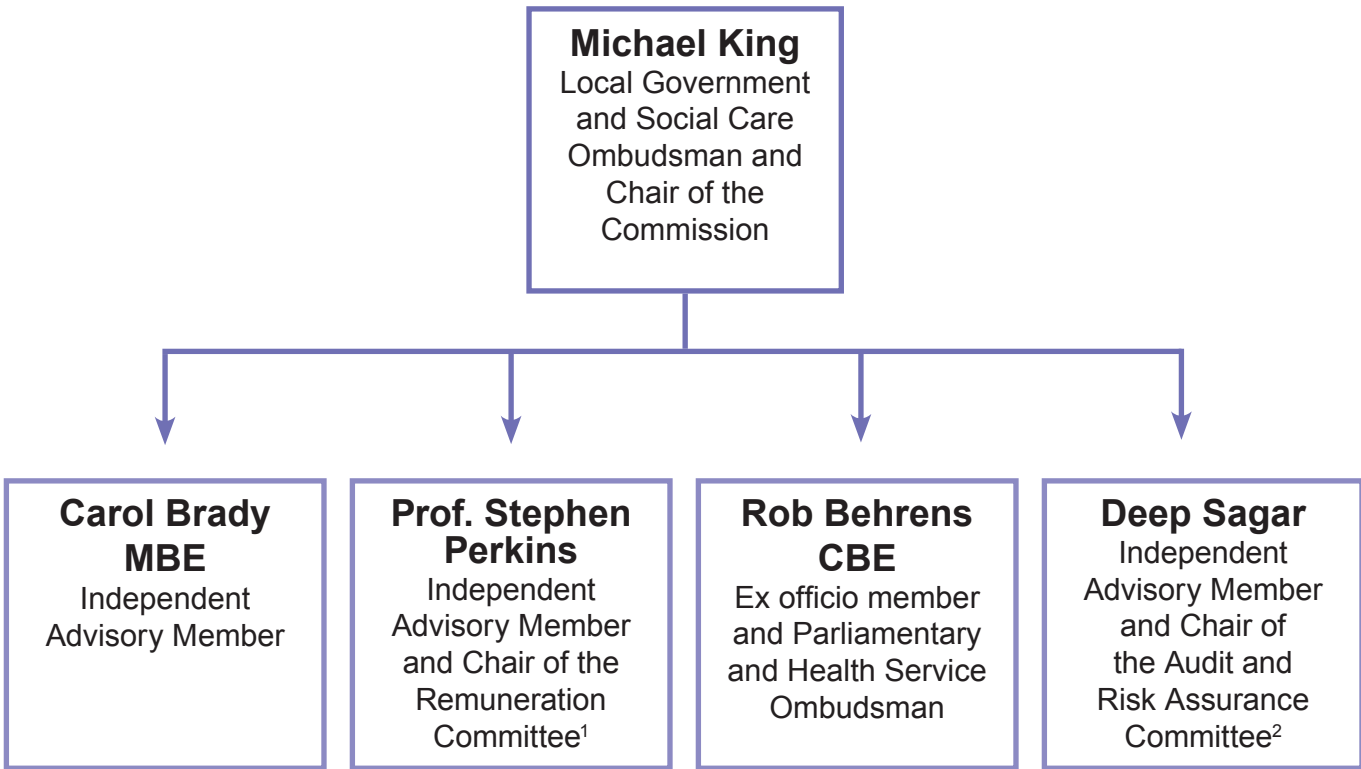 Michael King
Local Government
and Social Care
Ombudsman and
Chair of the
Commission
Carol Brady
MBE
Independent
Advisory Member
Prof. Stephen
Perkins
Independent
Advisory Member
and Chair of the
Remuneration
Committee¹
Rob Behrens
CBE
Ex officio member
and Parliamentary
and Health Service
Ombudsman
Deep Sagar
Independent
Advisory Member
and Chair of
the Audit and
Risk Assurance
Committee²